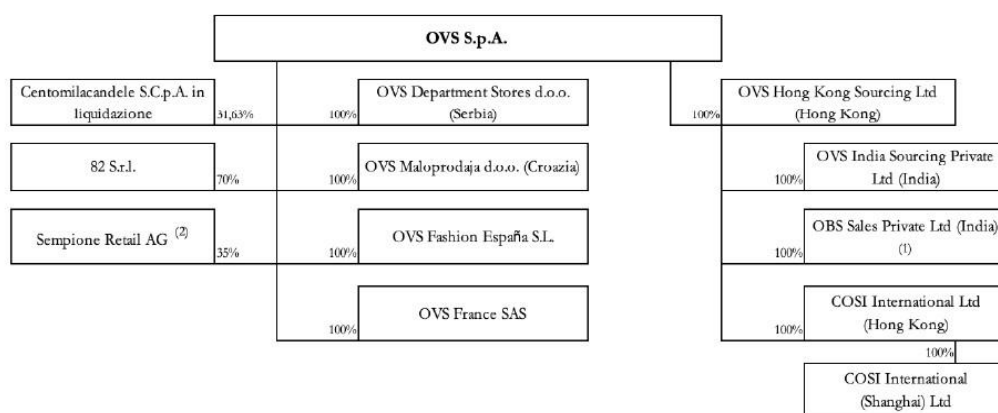 OVS S.p.A.
Centomilacandele S.C.p.A. in
liquidazione
31,63%
100%
OVS Department Stores d.o.o.
(Serbia)
100%
OVS Hong Kong Sourcing Ltd
(Hong Kong)
82 S.r.l.
70%
100%
OVS Maloprodaja d.o.o. (Croazia)
100%
OVS India Sourcing Private
Ltd (India)
Sempione Retail AG (2)
35%
100%
OVS Fashion España S.L.
100%
OBS Sales Private Ltd (India)
(1)
100%
OVS France SAS
100%
COSI International Ltd
(Hong Kong)
100%
COSI International
(Shanghai) Ltd